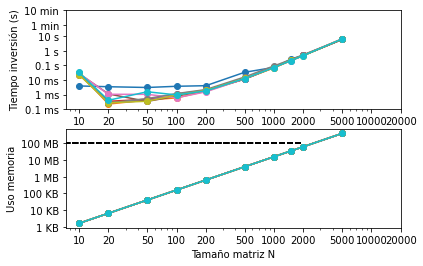 10 min
1 min
10 s
1 s
0.1 s
10 ms
1 ms
0.1 ms
Tiempo inversión (s)
10 20 50 100 200 500 1000 2000 5000 10000 20000
100 MB
10 MB
1 MB
100 KB
10 KB
1 KB
Uso memoria
10 20 50 100 200 500 1000 2000 5000 10000 20000
Tamaño matriz N